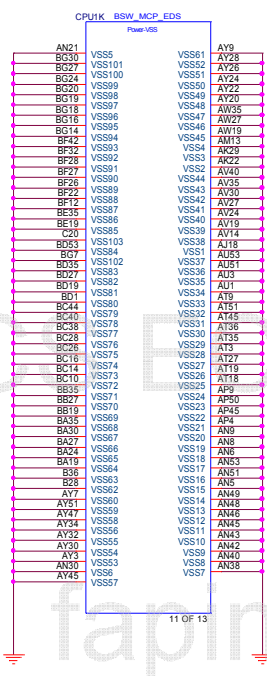 CPU1K BSW_MCP_EDS
Power-VSS
AN21 VSS5 VSS61 AY9
BG30 VSS101 VSS52 AY28
BG27 VSS100 VSS51 AY26
BG24 VSS99 VSS50 AY24
BG20 VSS98 VSS49 AY22
BG19 VSS97 VSS48 AY20
BG18 VSS96 VSS47 AW35
BG16 VSS95 VSS46 AW27
BG14 VSS94 VSS45 AW19
BF42 VSS93 VSS4 AM13
BF32 VSS92 VSS3 AK29
BF28 VSS91 VSS2 AK22
BF27 VSS90 VSS44 AV40
BF26 VSS89 VSS43 AV35
BF22 VSS88 VSS42 AV30
BF12 VSS87 VSS41 AV27
BE35 VSS86 VSS40 AV24
BE19 VSS85 VSS39 AV19
C20 VSS103 VSS38 AV14
BD53 VSS84 VSS1 AJ18
BG7 VSS102 VSS37 AU53
BD35 VSS83 VSS36 AU51
BD27 VSS82 VSS35 AU3
BD19 VSS81 VSS34 AU1
BD1 VSS80 VSS33 AT9
BC44 VSS79 VSS32 AT51
BC40 VSS78 VSS31 AT45
BC38 VSS77 VSS30 AT36
BC28 VSS76 VSS29 AT35
BC26 VSS75 VSS28 AT3
BC16 VSS74 VSS27 AT27
BC14 VSS73 VSS26 AT19
BC10 VSS72 VSS25 AT18
BB35 VSS71 VSS24 AP9
BB27 VSS70 VSS23 AP50
BB19 VSS69 VSS22 AP45
BA35 VSS68 VSS21 AP4
BA30 VSS67 VSS20 AN9
BA27 VSS66 VSS19 AN8
BA24 VSS65 VSS18 AN6
BA19 VSS64 VSS17 AN53
B36 VSS63 VSS16 AN51
B28 VSS62 VSS15 AN5
AY7 VSS60 VSS14 AN49
AY51 VSS59 VSS13 AN48
AY47 VSS58 VSS12 AN46
AY34 VSS56 VSS11 AN45
AY32 VSS55 VSS10 AN43
AY30 VSS54 VSS9 AN42
AY3 VSS53 VSS8 AN40
AN30 VSS6 VSS7 AN38
AY45 VSS57
11 OF 13